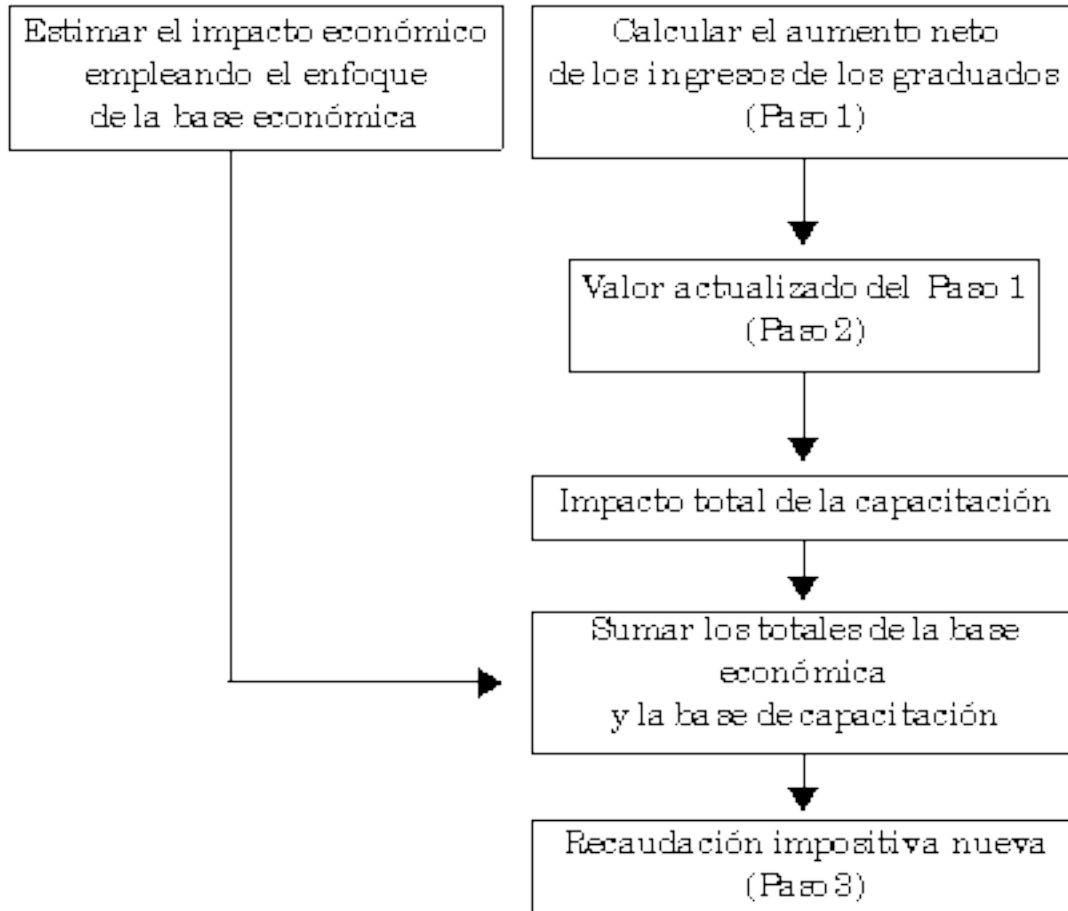 Estimar el impacto económico
empleando el enfoque
de la base económica
Calcular el aumento neto
de los ingresos de los graduados
(Paso 1)
Valor actualizado del Paso 1
(Paso 2)
Impacto total de la capacitación
Sumar los totales de la base
económica
y la base de capacitación
Recaudación impositiva nueva
(Paso 3)